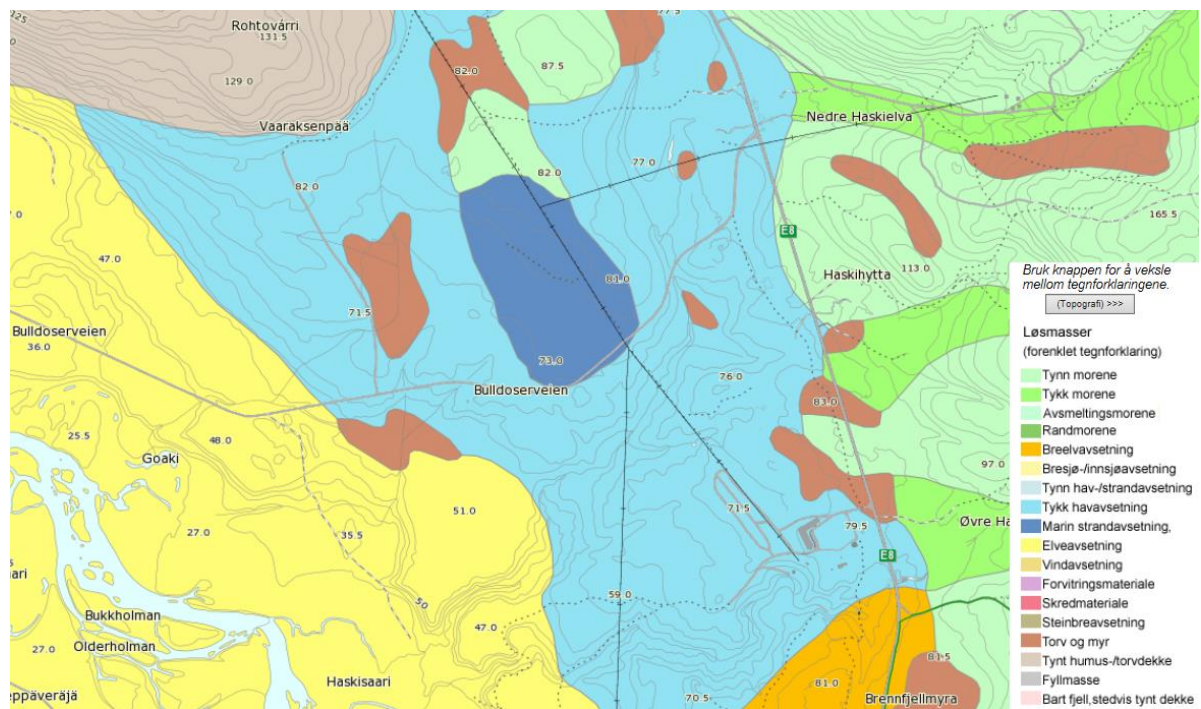 125
Rohtovárri
131.5
129.0
82.0
87.5
77.5
Vaaraksenpää
Nedre Haskielva
82.0
82.0
77.0
165.5
47.0
E8
Haskihytta
113.0
81.0
71.5
Bulldoserveien
36.0
73.0
Bulldoserveien
76.0
83.0
48.0
25.5
Goaki
97.0
51.0
27.0
35.5
71.5
79.5
E8
50
59.0
Bukkholman
47.0
Olderholman
27.0
81.5
Haskisaari
81.0
70.5
Brennfjellmyra
Bruk knappen for å veksle
mellom tegnforklaringene.
(Topografi) >>>
Løsmasser
(forenklet tegnforklaring)
Tynn morene
Tykk morene
Avsmeltingsmorene
Randmorene
Breelvavsetning
Bresjø-/innsjøavsetning
Tynn hav-/strandavsetning
Tykk havavsetning
Marin strandavsetning,
Elveavsetning
Vindavsetning
Forvitringsmateriale
Skredmateriale
Steinbreavsetning
Torv og myr
Tynt humus-/torvdekke
Fyllmasse
Bart fjell,stedvis tynt dekke